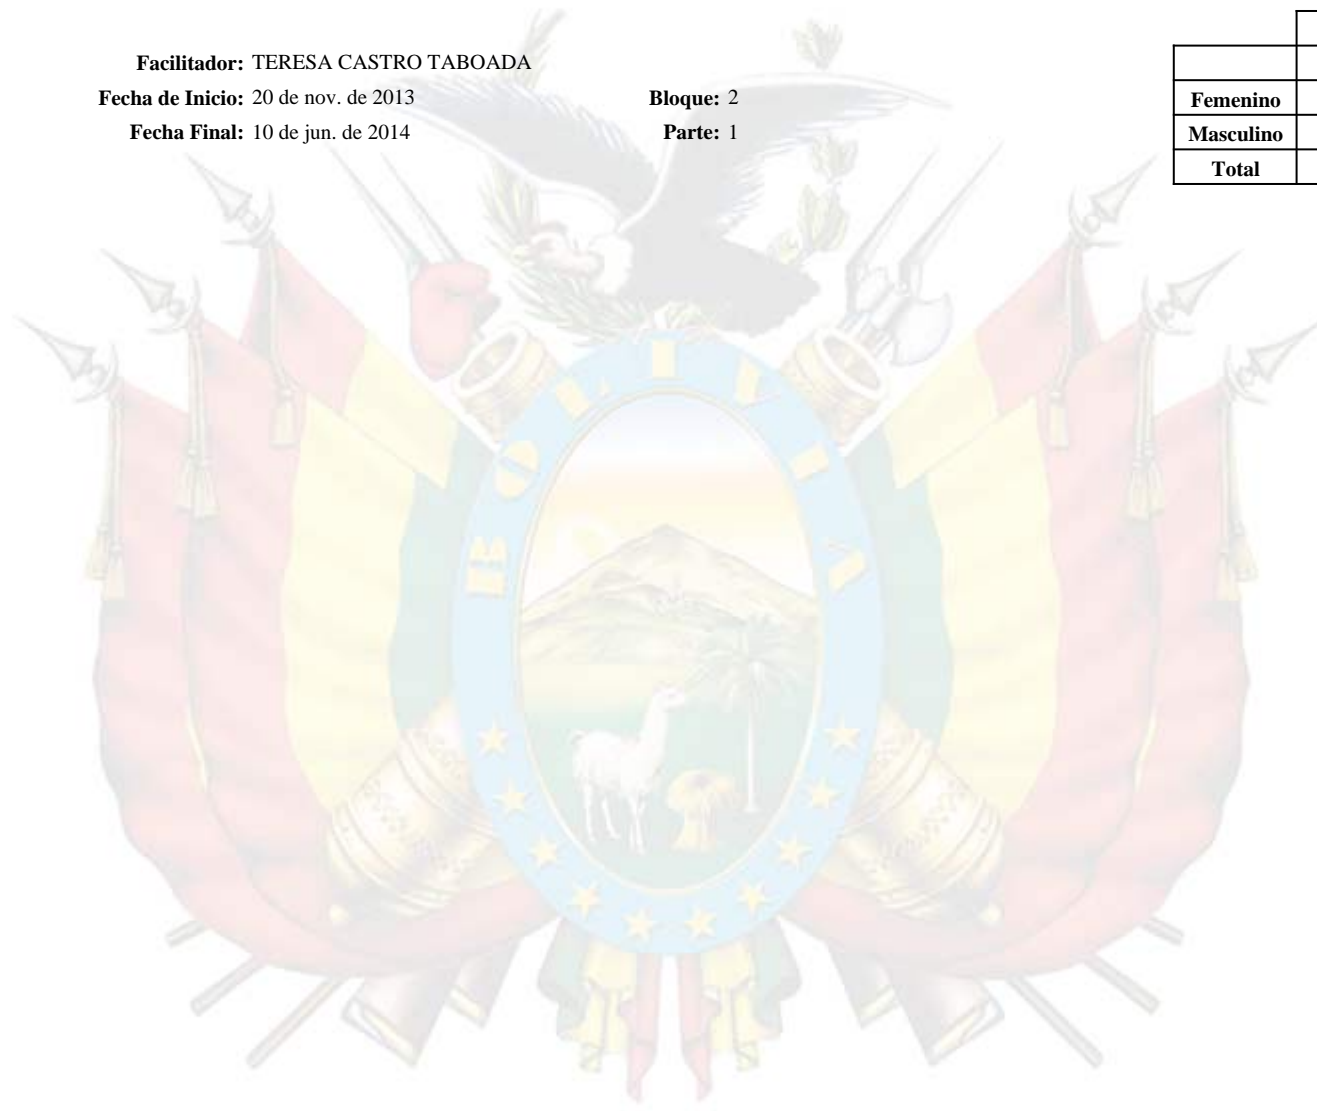 Facilitador: TERESA CASTRO TABOADA
Fecha de Inicio: 20 de nov. de 2013 Bloque: 2
Fecha Final: 10 de jun. de 2014 Parte: 1
Femenino
Masculino
Total
BOLIVIA